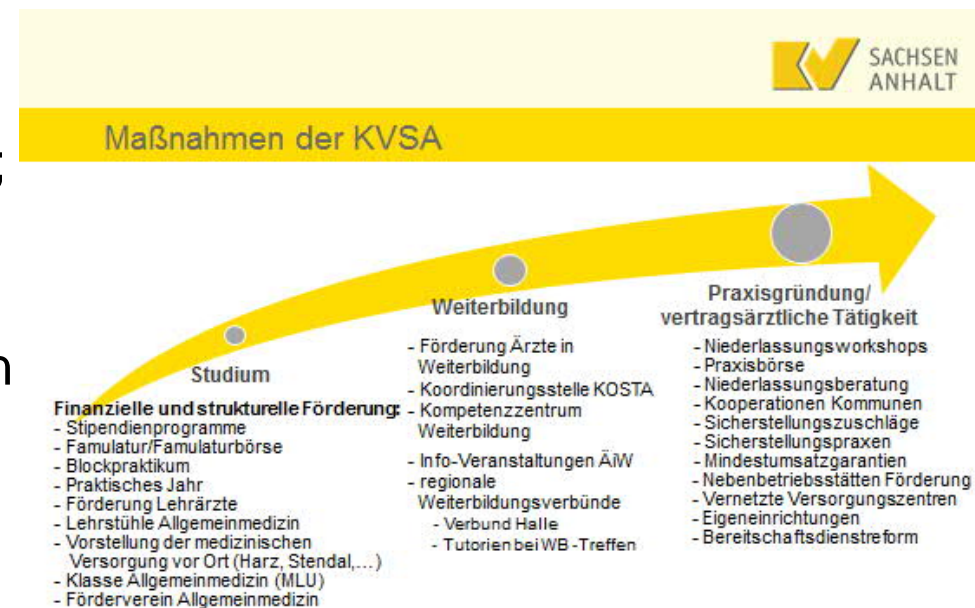 SACHSEN
ANHALT
Maßnahmen der KVSA
Studium
Finanzielle und strukturelle Förderung:
- Stipendienprogramme
- Famulatur/Famulaturbörse
- Blockpraktikum
- Praktisches Jahr
- Förderung Lehrärzte
- Lehrstühle Allgemeinmedizin
- Vorstellung der medizinischen
Versorgung vor Ort (Harz, Stendal,...)
- Klasse Allgemeinmedizin (MLU)
- Förderverein Allgemeinmedizin
Weiterbildung
- Förderung Ärzte in
Weiterbildung
- Koordinierungsstelle KOSTA
- Kompetenzzentrum
Weiterbildung
- Info-Veranstaltungen ÄiW
- regionale
Weiterbildungsverbünde
- Verbund Halle
- Tutorien bei WB-Treffen
Praxisgründung/
vertragsärztliche Tätigkeit
- Niederlassungsworkshops
- Praxisbörse
- Niederlassungsberatung
- Kooperationen Kommunen
- Sicherstellungszuschläge
- Sicherstellungspraxen
- Mindestumsatzgarantien
- Nebenbetriebsstätten Förderung
- Vernetzte Versorgungszentren
- Eigeneinrichtungen
- Bereitschaftsdienstreform